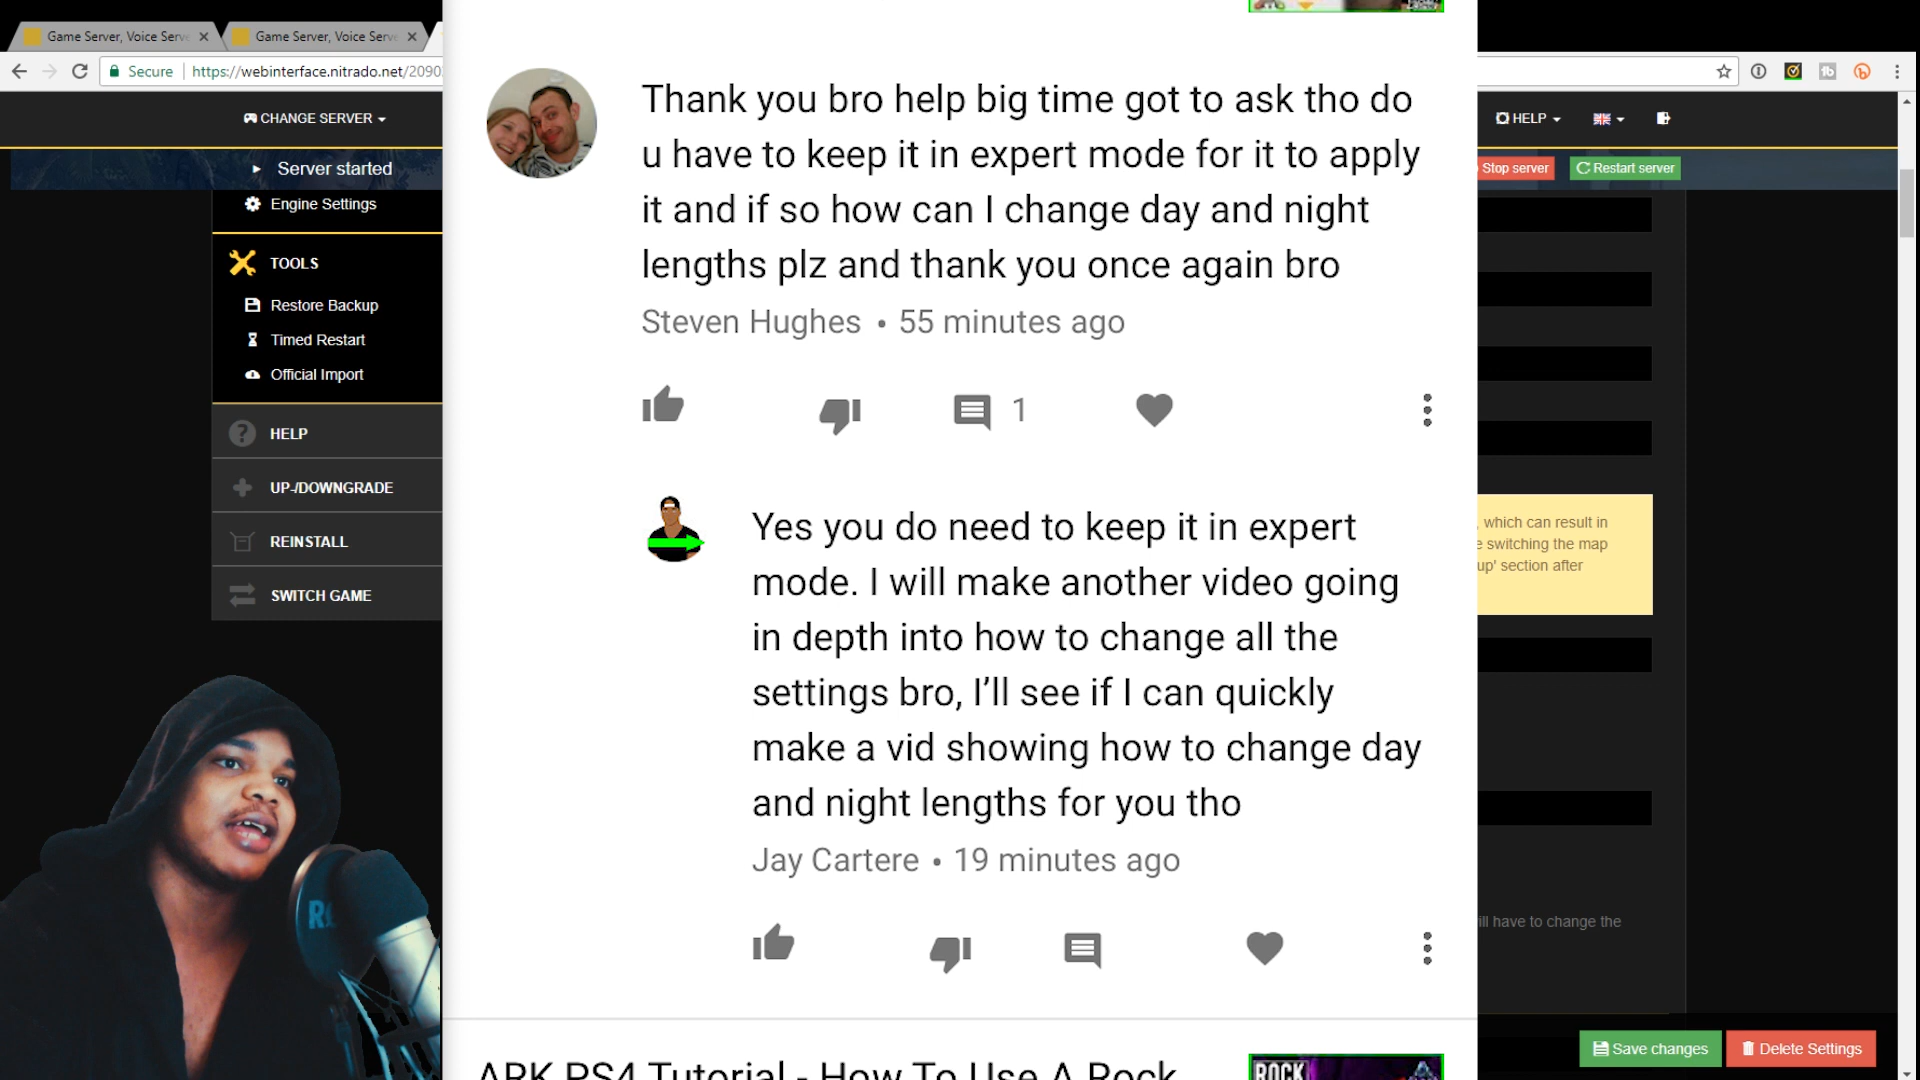 Game Server, Voice Serve
Game Server, Voice Serve
Secure
https://webinterface.nitrado.net/2090
CHANGE SERVER
HELP
Server started
Stop server
Restart server
Engine Settings
TOOLS
Restore Backup
Timed Restart
Official Import
HELP
UP-/DOWNGRADE
REINSTALL
SWITCH GAME
Thank you bro help big time got to ask tho do
u have to keep it in expert mode for it to apply
it and if so how can I change day and night
lengths plz and thank you once again bro
Steven Hughes • 55 minutes ago
1
Yes you do need to keep it in expert
mode. I will make another video going
in depth into how to change all the
settings bro, I'll see if I can quickly
make a vid showing how to change day
and night lengths for you tho
Jay Cartere • 19 minutes ago
, which can result in
switching the map
up' section after
ill have to change the
Save changes
Delete Settings
ARK PS4 Tutorial - How To Use A Rock
ROCK